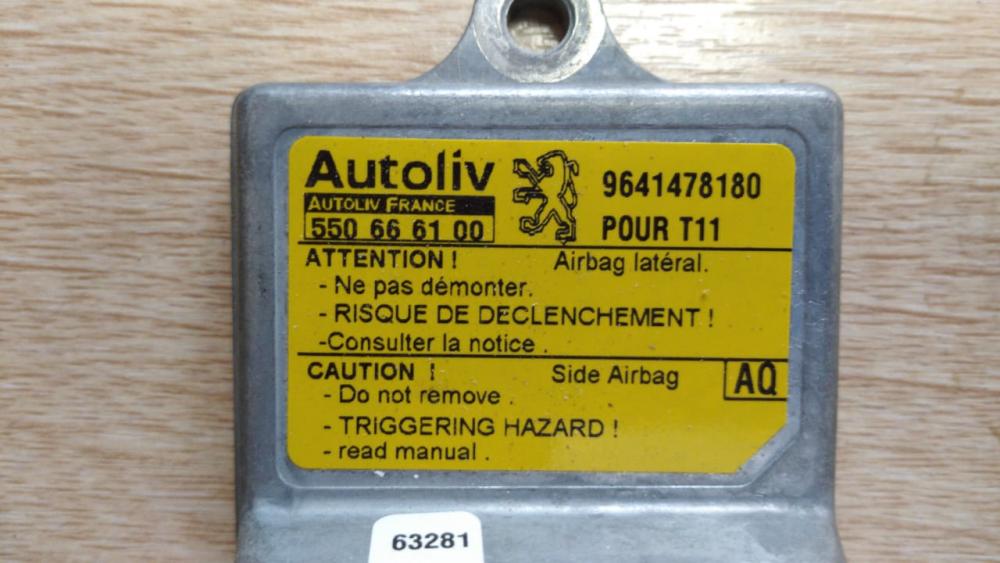 Autoliv
AUTOLIV FRANCE
550 66 61 00
9641478180
POUR T11
ATTENTION ! Airbag latéral.
- Ne pas démonter.
- RISQUE DE DECLENCHEMENT !
-Consulter la notice .
CAUTION ! Side Airbag AQ
- Do not remove .
- TRIGGERING HAZARD !
- read manual .
63281